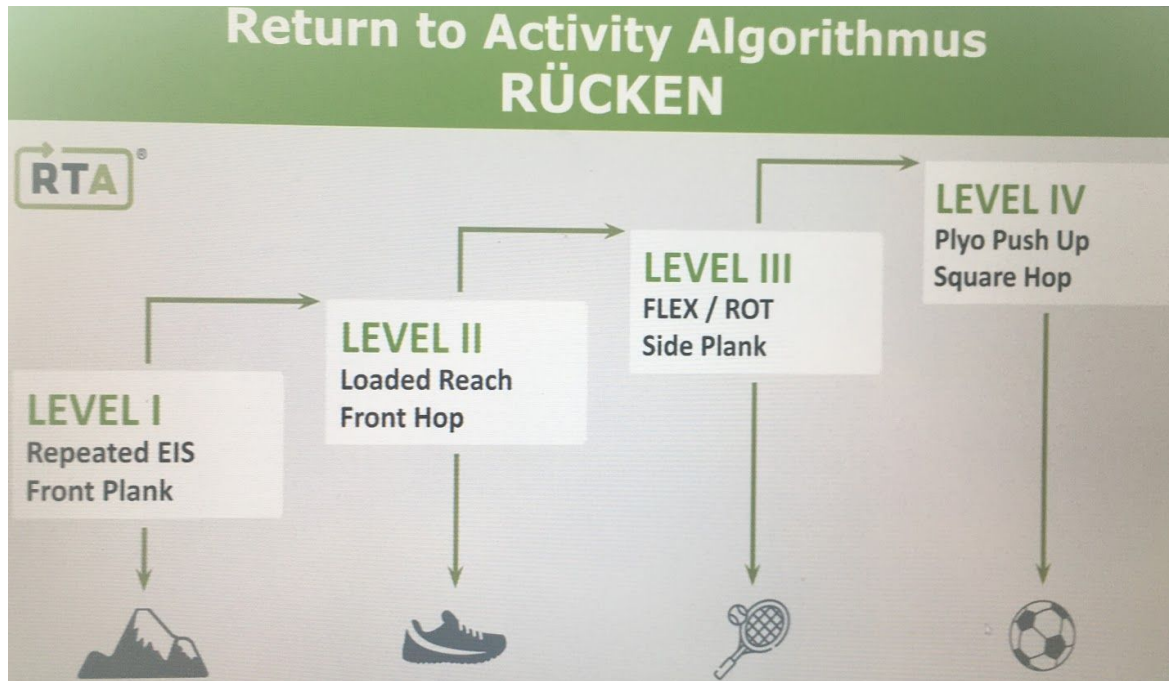 Return to Activity Algorithmus
RÜCKEN
RTA®
LEVEL I
Repeated EIS
Front Plank
LEVEL II
Loaded Reach
Front Hop
LEVEL III
FLEX / ROT
Side Plank
LEVEL IV
Plyo Push Up
Square Hop